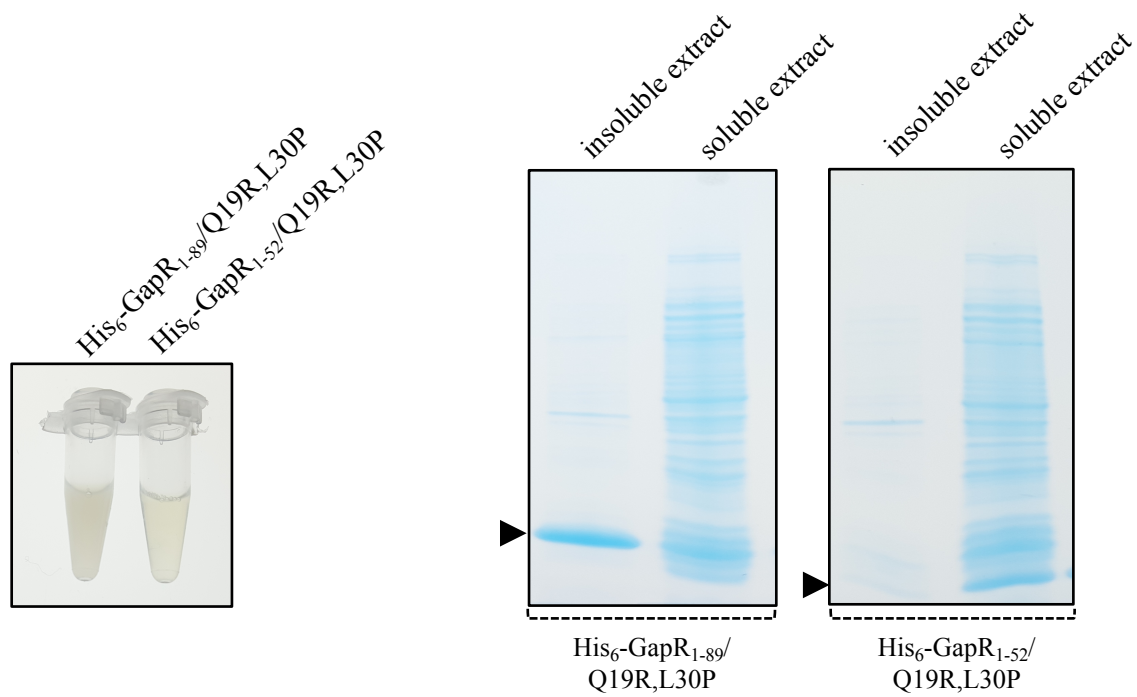 His₆-GapR₁₋₈₉/Q19R,L30P
His₆-GapR₁₋₅₂/Q19R,L30P
insoluble extract
soluble extract
insoluble extract
soluble extract
His₆-GapR₁₋₈₉/
Q19R,L30P
His₆-GapR₁₋₅₂/
Q19R,L30P